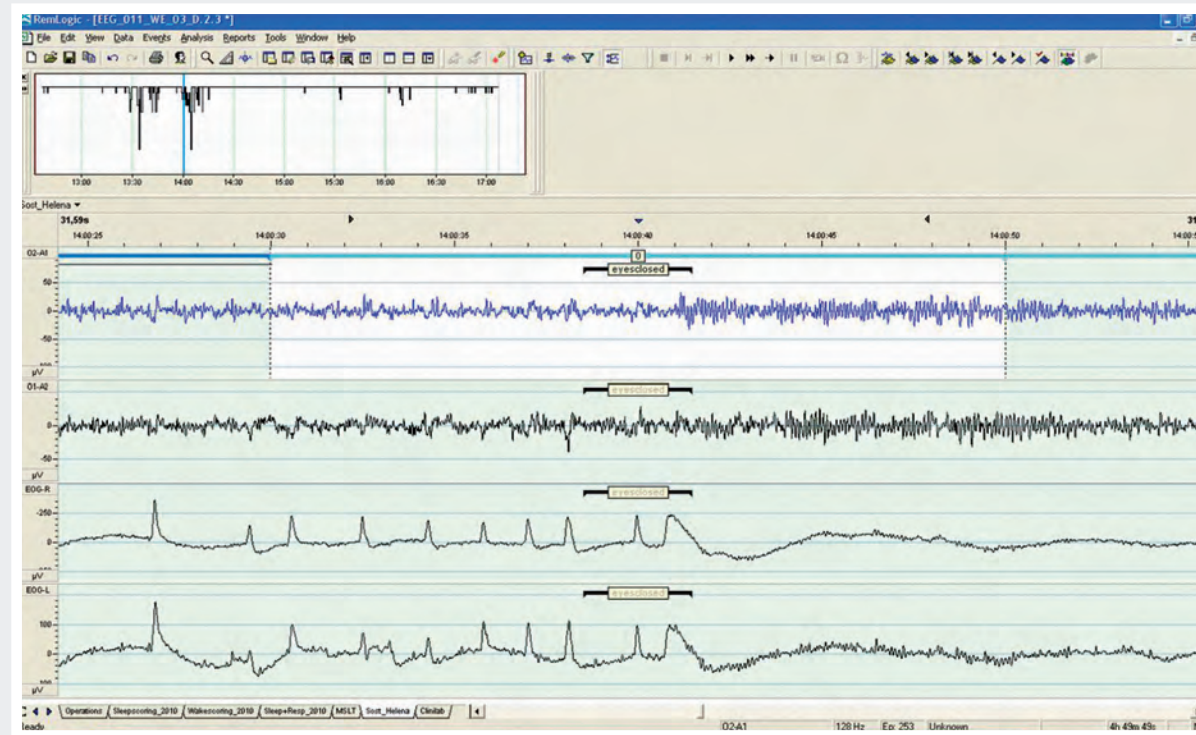 RemLogic - [EEG_011_WE_03_D.2.3 *]
File Edit View Data Events Analysis Reports Tools Window Help
13:00 13:30 14:00 14:30 15:00 15:30 16:00 16:30 17:00
Sost_Helena
31,59s
14:00:25 14:00:30 14:00:35 14:00:40 14:00:45 14:00:50
O2-A1
0
eyesclosed
50-
0-
-50-
µV
O1-A2
eyesclosed
0-
-50-
µV
EOG-R
eyesclosed
-250-
0-
µV
EOG-L
eyesclosed
100-
0-
µV
Operations Sleepscoring_2010 Wakescoring_2010 Sleep+Resp_2010 MSLT Sost_Helena Clinilab
O2-A1 128 Hz Ep: 253 Unknown 4h 49m 49s